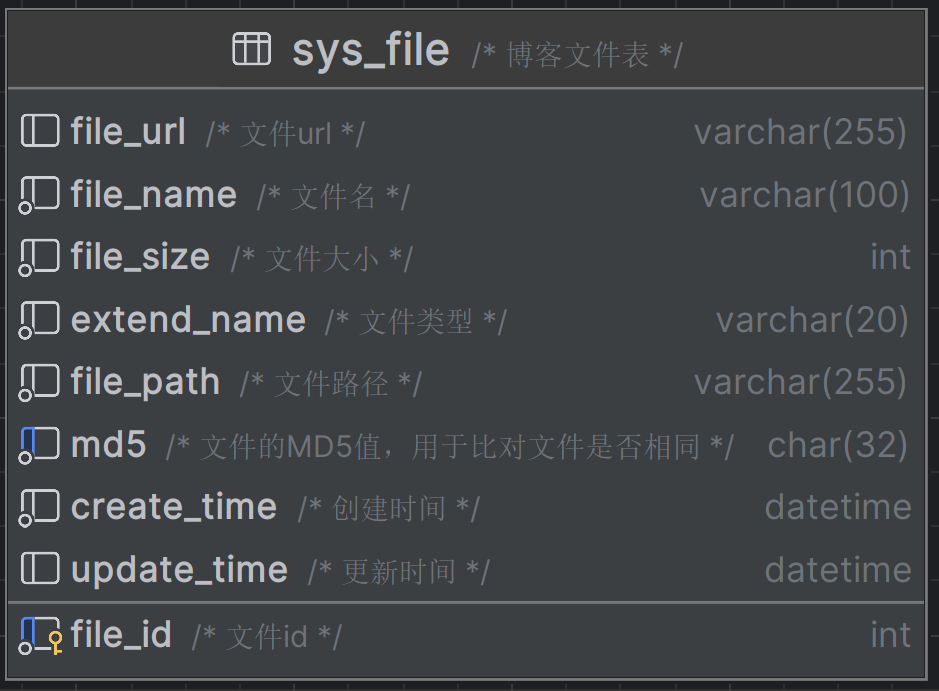 sys_file /* 博客文件表 */
file_url /* 文件url */ varchar(255)
file_name /* 文件名 */ varchar(100)
file_size /* 文件大小 */ int
extend_name /* 文件类型 */ varchar(20)
file_path /* 文件路径 */ varchar(255)
md5 /* 文件的MD5值，用于比对文件是否相同 */ char(32)
create_time /* 创建时间 */ datetime
update_time /* 更新时间 */ datetime
file_id /* 文件id */ int